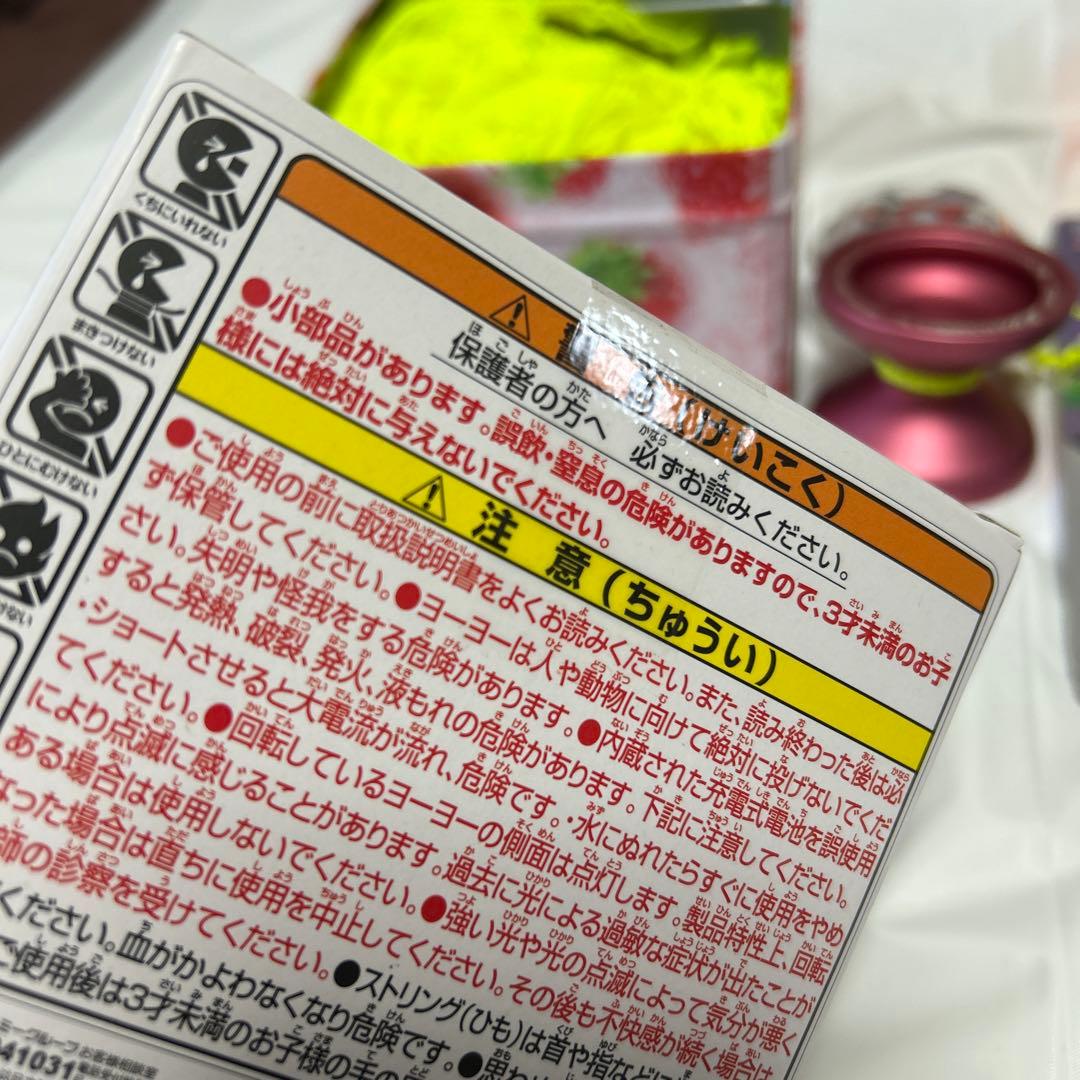 くちにいれない
まきつけない
ひとにむけない
けない
（けいこく）
保護者の方へ 必ずお読みください。
●小部品があります。誤飲・窒息の危険がありますので、3才未満のお子
様には絶対に与えないでください。
注 意（ちゅうい）
●ご使用の前に取扱説明書をよくお読みください。また、読み終わった後は必
ず保管してください。●ヨーヨーは人や動物に向けて絶対に投げないでくだ
さい。失明や怪我をする危険があります。●内蔵された充電式電池を誤使用
すると発熱、破裂、発火、液もれの危険があります。下記に注意してください。
・ショートさせると大電流が流れ、危険です。・水にぬれたらすぐに使用をやめ
てください。●回転しているヨーヨーの側面は点灯します。製品特性上、回転
により点滅に感じることがあります。過去に光による過敏な症状が出たことが
ある場合は使用しないでください。●強い光や光の点滅によって気分が悪く
なった場合は直ちに使用を中止してください。その後も不快感が続く場合は
師の診察を受けてください。●ストリング(ひも)は首や指などに
ください。血がかよわなくなり危険です。●思わ
ご使用後は3才未満のお子様の手の
モーグループ お客様相談室
41031